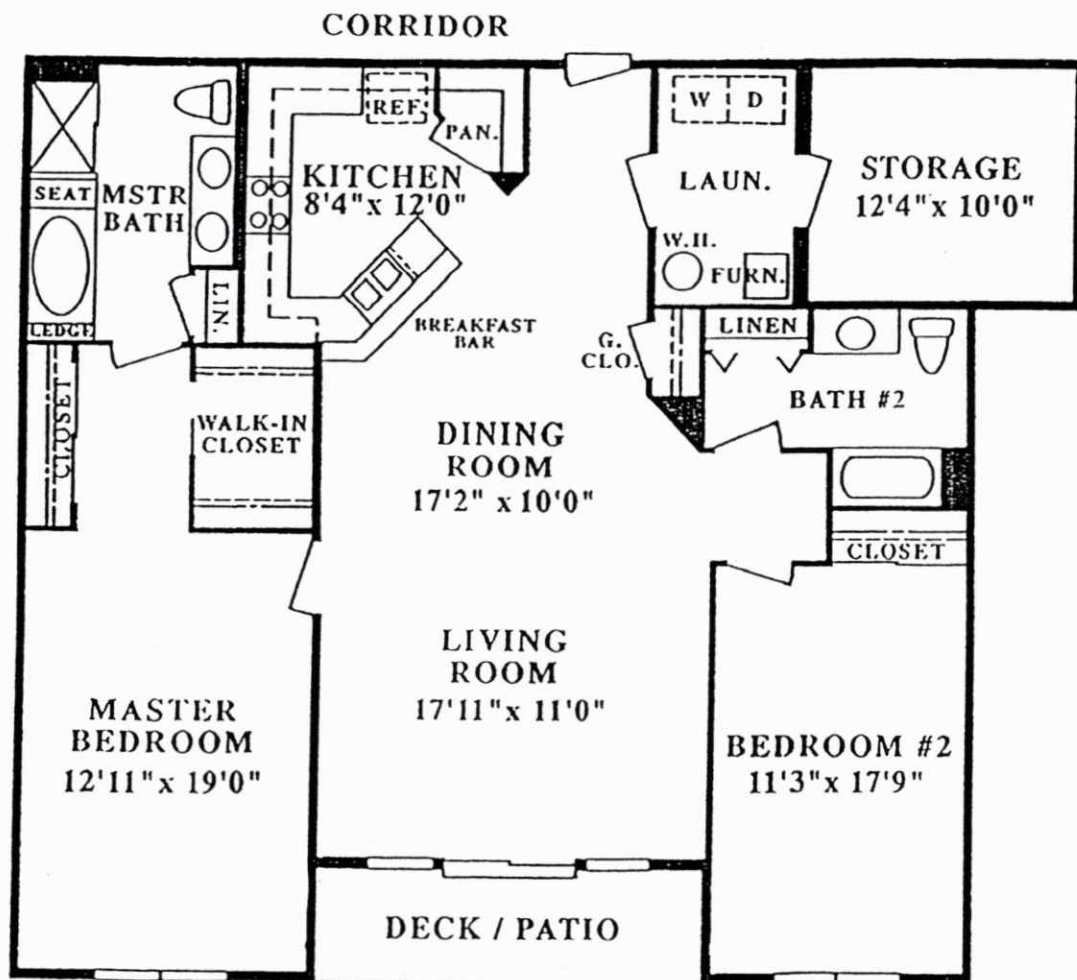 CORRIDOR
REF.
PAN.
W D
KITCHEN
8'4" x 12'0"
SEAT
MSTR
BATH
LAUN.
STORAGE
12'4" x 10'0"
W.H.
FURN.
LIN.
LEDGE
BREAKFAST
BAR
LINEN
G.
CLO.
BATH #2
CLOSET
WALK-IN
CLOSET
DINING
ROOM
17'2" x 10'0"
CLOSET
LIVING
ROOM
17'11" x 11'0"
MASTER
BEDROOM
12'11" x 19'0"
BEDROOM #2
11'3" x 17'9"
DECK / PATIO